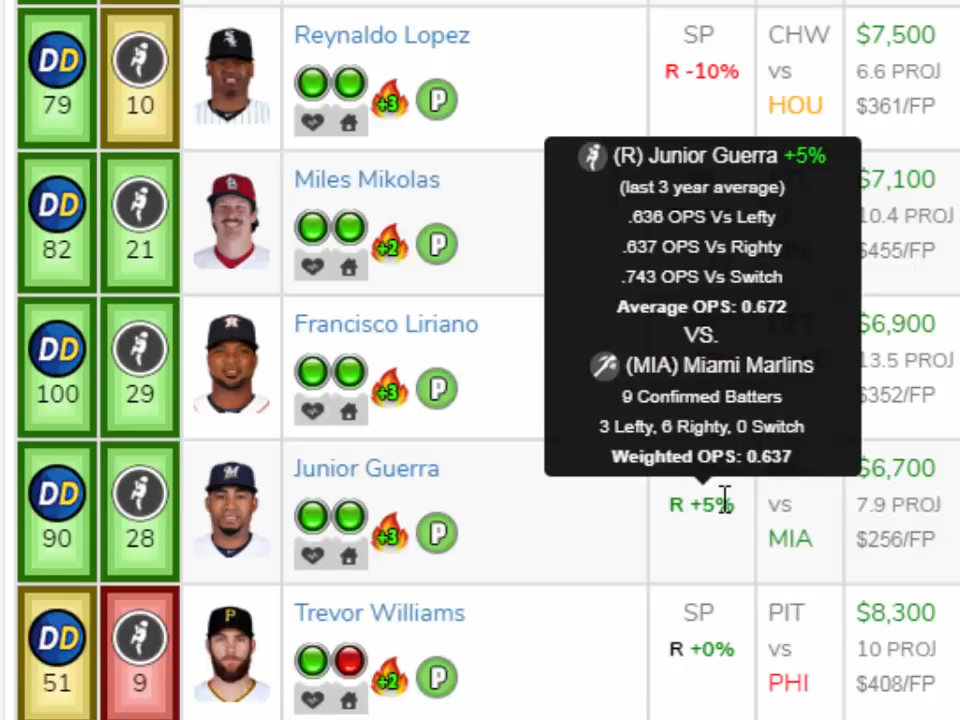 DD
79
10
Reynaldo Lopez
+3
P
SP
R -10%
CHW
vs
HOU
$7,500
6.6 PROJ
$361/FP
DD
82
21
Miles Mikolas
+2
P
$7,100
10.4 PROJ
$455/FP
DD
100
29
Francisco Liriano
+3
P
$6,900
13.5 PROJ
$352/FP
(R) Junior Guerra +5%
(last 3 year average)
.636 OPS Vs Lefty
.637 OPS Vs Righty
.743 OPS Vs Switch
Average OPS: 0.672
VS.
(MIA) Miami Marlins
9 Confirmed Batters
3 Lefty, 6 Righty, 0 Switch
Weighted OPS: 0.637
DD
90
28
Junior Guerra
+3
P
R +5%
vs
MIA
$6,700
7.9 PROJ
$256/FP
DD
51
9
Trevor Williams
+2
P
SP
R +0%
PIT
vs
PHI
$8,300
10 PROJ
$408/FP